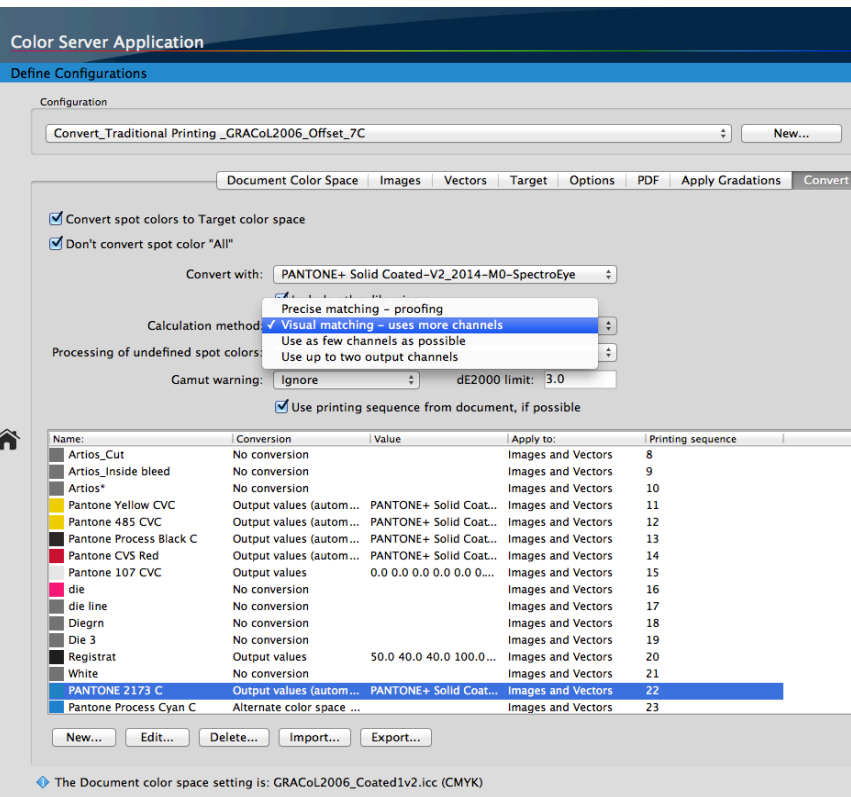 Color Server Application
Define Configurations
Configuration
Convert_Traditional Printing _GRACoL2006_Offset_7C New...
Document Color Space Images Vectors Target Options PDF Apply Gradations Convert
Convert spot colors to Target color space
Don't convert spot color "All"
Convert with: PANTONE+ Solid Coated-V2_2014-M0-SpectroEye
Precise matching – proofing
Calculation method: ✓ Visual matching – uses more channels
Use as few channels as possible
Processing of undefined spot colors: Use up to two output channels
Gamut warning: Ignore dE2000 limit: 3.0
Use printing sequence from document, if possible
Name: Conversion Value Apply to: Printing sequence
Artios_Cut No conversion Images and Vectors 8
Artios_Inside bleed No conversion Images and Vectors 9
Artios* No conversion Images and Vectors 10
Pantone Yellow CVC Output values (autom... PANTONE+ Solid Coat... Images and Vectors 11
Pantone 485 CVC Output values (autom... PANTONE+ Solid Coat... Images and Vectors 12
Pantone Process Black C Output values (autom... PANTONE+ Solid Coat... Images and Vectors 13
Pantone CVS Red Output values (autom... PANTONE+ Solid Coat... Images and Vectors 14
Pantone 107 CVC Output values 0.0 0.0 0.0 0.0 0.0 0.... Images and Vectors 15
die No conversion Images and Vectors 16
die line No conversion Images and Vectors 17
Diegrn No conversion Images and Vectors 18
Die 3 No conversion Images and Vectors 19
Registrat Output values 50.0 40.0 40.0 100.0... Images and Vectors 20
White No conversion Images and Vectors 21
PANTONE 2173 C Output values (autom... PANTONE+ Solid Coat... Images and Vectors 22
Pantone Process Cyan C Alternate color space ... Images and Vectors 23
New... Edit... Delete... Import... Export...
The Document color space setting is: GRACoL2006_Coated1v2.icc (CMYK)